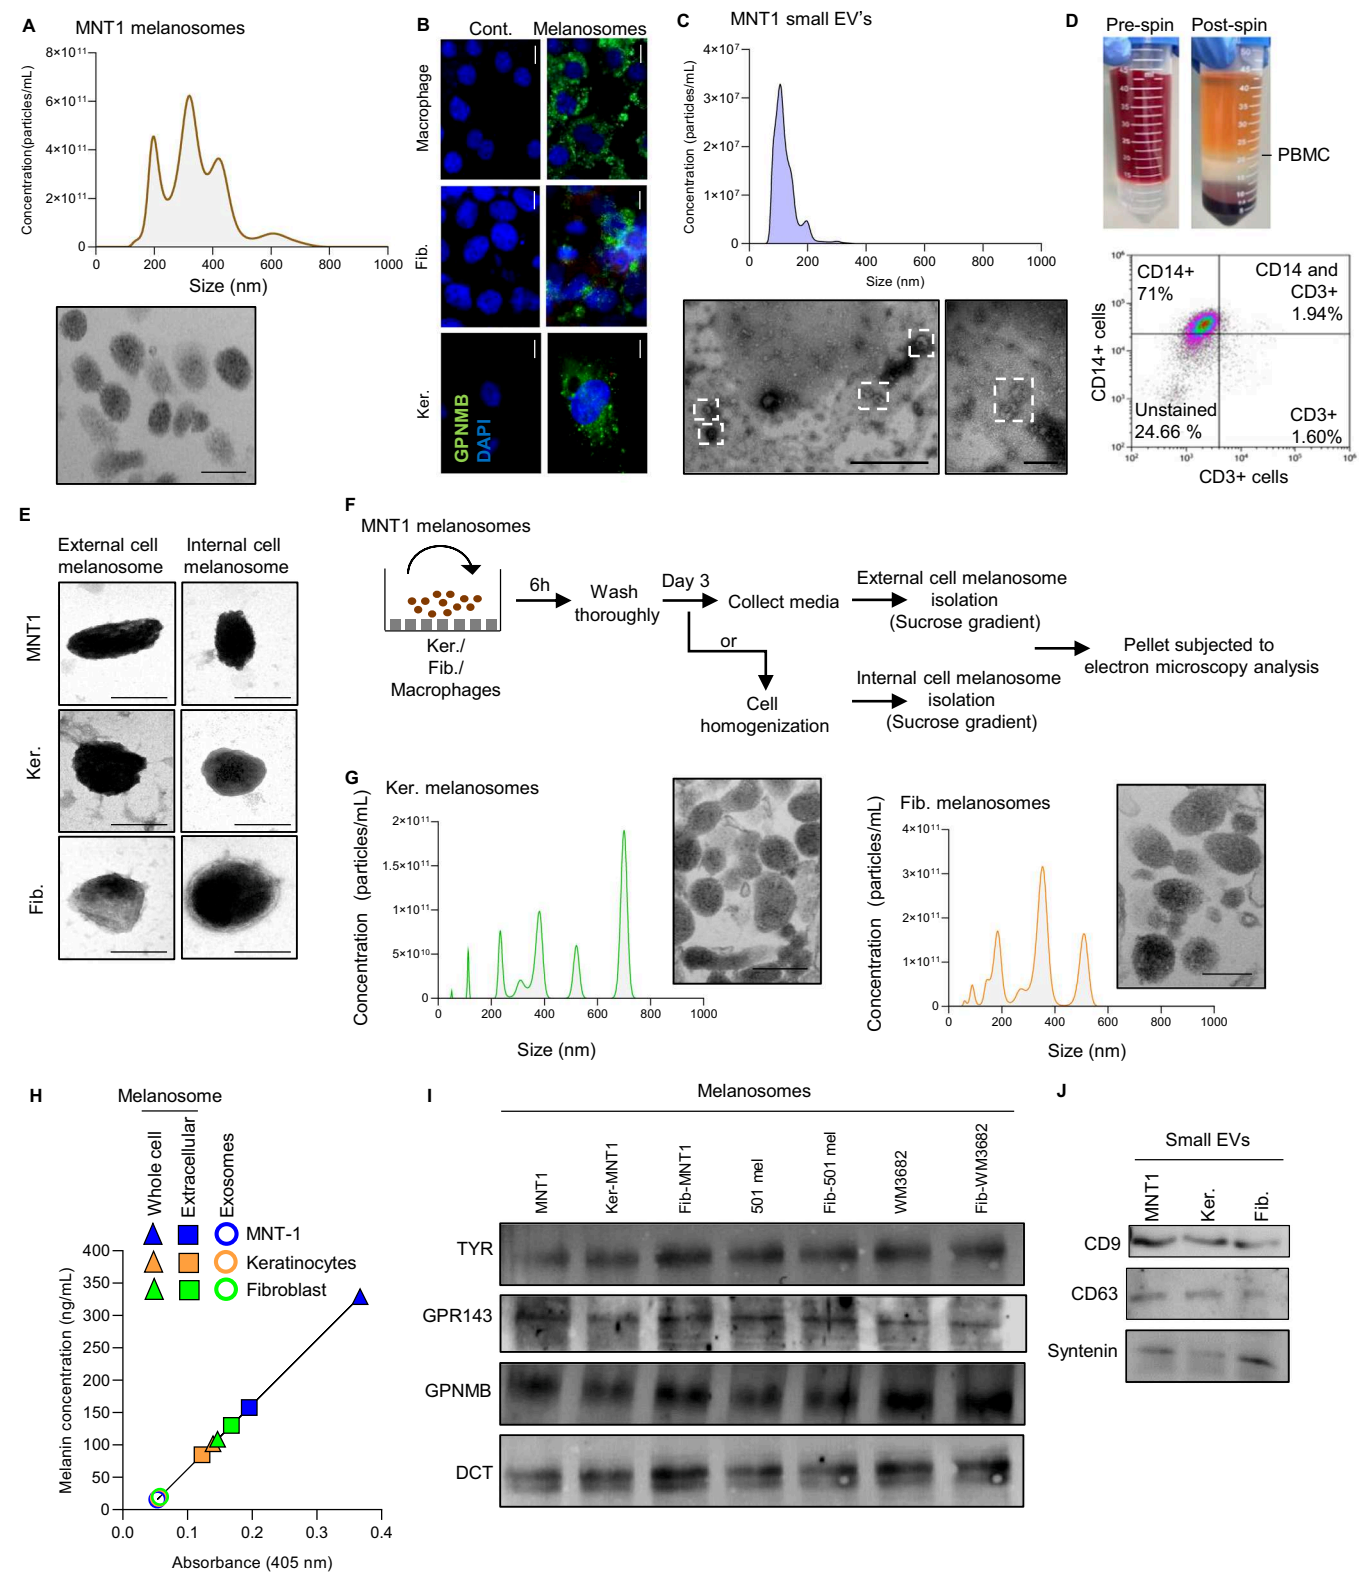 A
MNT1 melanosomes
Concentration(particles/mL)
8×10¹¹
6×10¹¹
4×10¹¹
2×10¹¹
0
0 200 400 600 800 1000
Size (nm)
B
Cont. Melanosomes
Macrophage
Fib.
Ker.
GPNMB
DAPI
C
MNT1 small EV's
Concentration (particles/mL)
4×10⁷
3×10⁷
2×10⁷
1×10⁷
0
0 200 400 600 800 1000
Size (nm)
D
Pre-spin Post-spin
PBMC
CD14+ cells
CD14+
71%
CD14 and
CD3+
1.94%
Unstained
24.66 %
CD3+
1.60%
10⁶
10⁵
10⁴
10³
10²
10² 10³ 10⁴ 10⁵ 10⁶
CD3+ cells
E
External cell
melanosome
Internal cell
melanosome
MNT1
Ker.
Fib.
F
MNT1 melanosomes
Ker./
Fib./
Macrophages
6h
Wash
thoroughly
Day 3
Collect media
or
Cell
homogenization
External cell melanosome
isolation
(Sucrose gradient)
Internal cell melanosome
isolation
(Sucrose gradient)
Pellet subjected to
electron microscopy analysis
G
Ker. melanosomes
Concentration (particles/mL)
2×10¹¹
1.5×10¹¹
1×10¹¹
5×10¹⁰
0
0 200 400 600 800 1000
Size (nm)
Fib. melanosomes
Concentration (particles/mL)
4×10¹¹
3×10¹¹
2×10¹¹
1×10¹¹
0
0 200 400 600 800 1000
Size (nm)
H
Melanosome
Whole cell
Extracellular
Exosomes
MNT-1
Keratinocytes
Fibroblast
Melanin concentration (ng/mL)
400
350
300
250
200
150
100
50
0
0.0 0.1 0.2 0.3 0.4
Absorbance (405 nm)
I
Melanosomes
MNT1
Ker-MNT1
Fib-MNT1
501 mel
Fib-501 mel
WM3682
Fib-WM3682
TYR
GPR143
GPNMB
DCT
J
Small EVs
MNT1
Ker.
Fib.
CD9
CD63
Syntenin